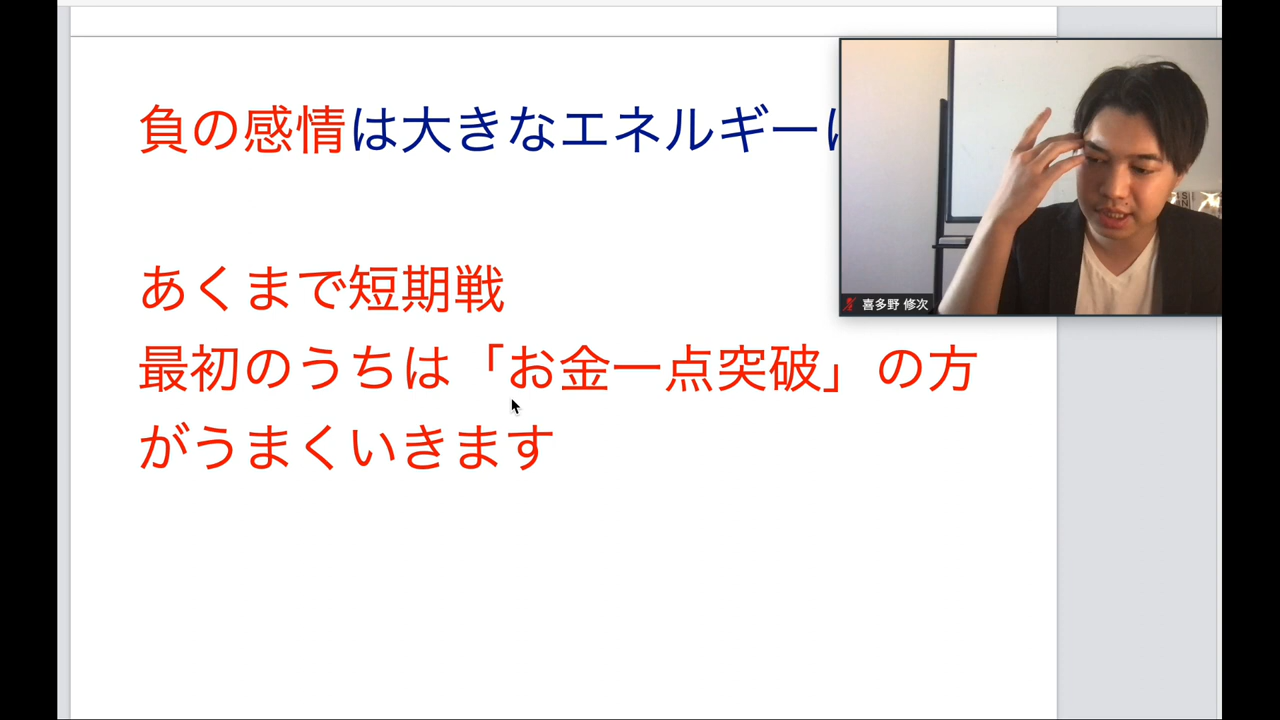 負の感情は大きなエネルギーに
あくまで短期戦
最初のうちは「お金一点突破」の方
がうまくいきます
喜多野 修次